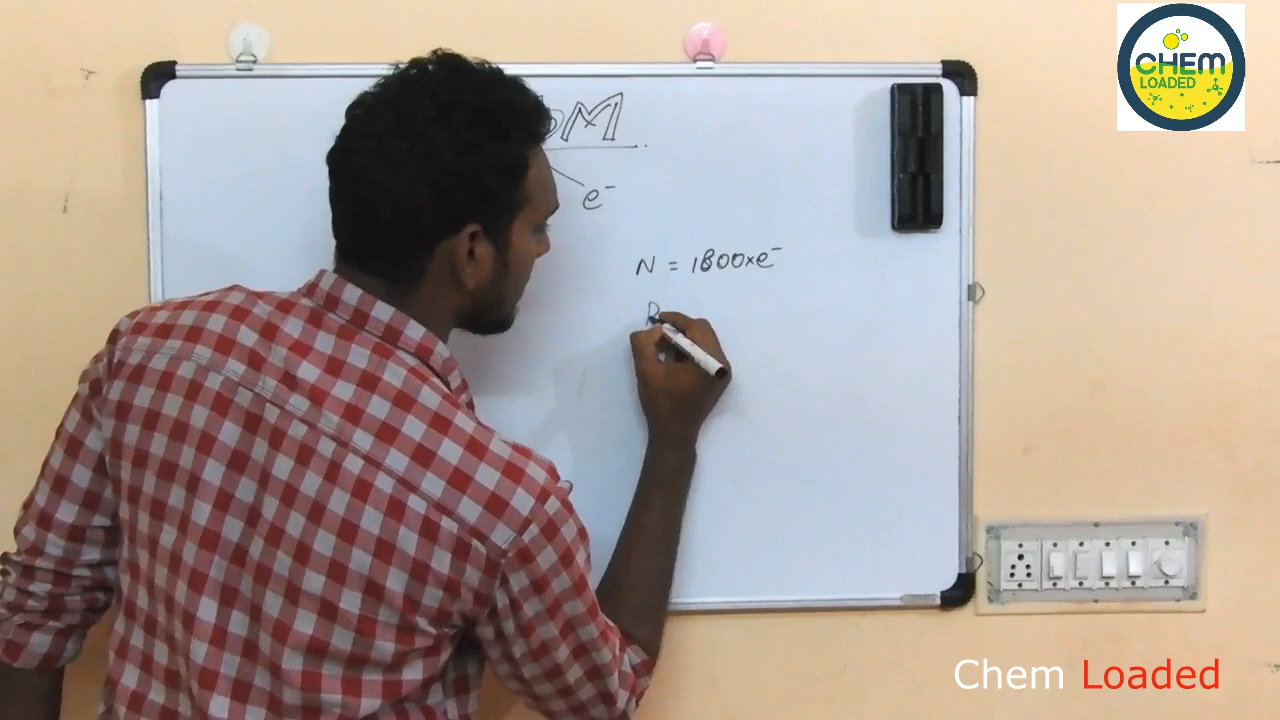 CHEM
LOADED
OM
e⁻
N = 1800×e⁻
Chem Loaded